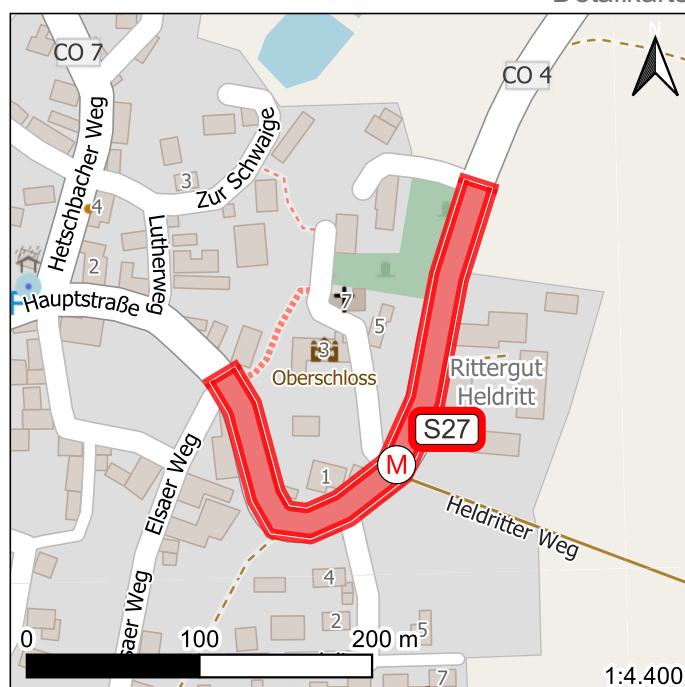 CO 7
CO 4
N
Hetschbacher Weg
Zur Schwaige
3
4
Lutherweg
2
Hauptstraße
7
5
3
Oberschloss
Rittergut
Heldritt
S27
M
1
Elsaer Weg
Heldritter Weg
4
2
5
7
0
100
200 m
1:4.400